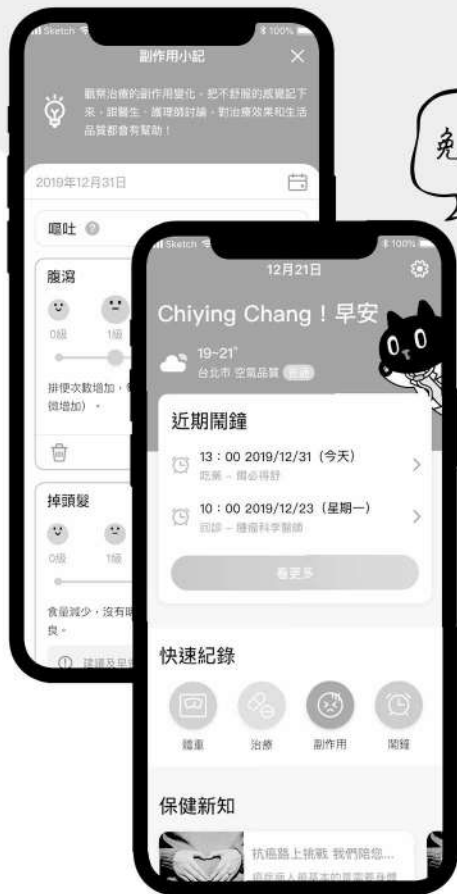 Sketch
100%
副作用小記
觀察治療的副作用變化，把不舒服的感覺記下
來，跟醫生、護理師討論，對治療效果和生活
品質都會有幫助！
2019年12月31日
嘔吐
腹瀉
0級
1級
排便次數增加，
微增加）。
掉頭髮
0級
1級
食量減少，沒有
良。
建議及早
免
Sketch
100%
12月21日
Chiying Chang！早安
19~21°
台北市 空氣品質 普通
近期鬧鐘
13：00 2019/12/31（今天）
吃藥 – 爾必得舒
10：00 2019/12/23（星期一）
回診 – 腫瘤科李醫師
看更多
快速紀錄
體重
治療
副作用
鬧鐘
保健新知
抗癌路上挑戰 我們陪您...